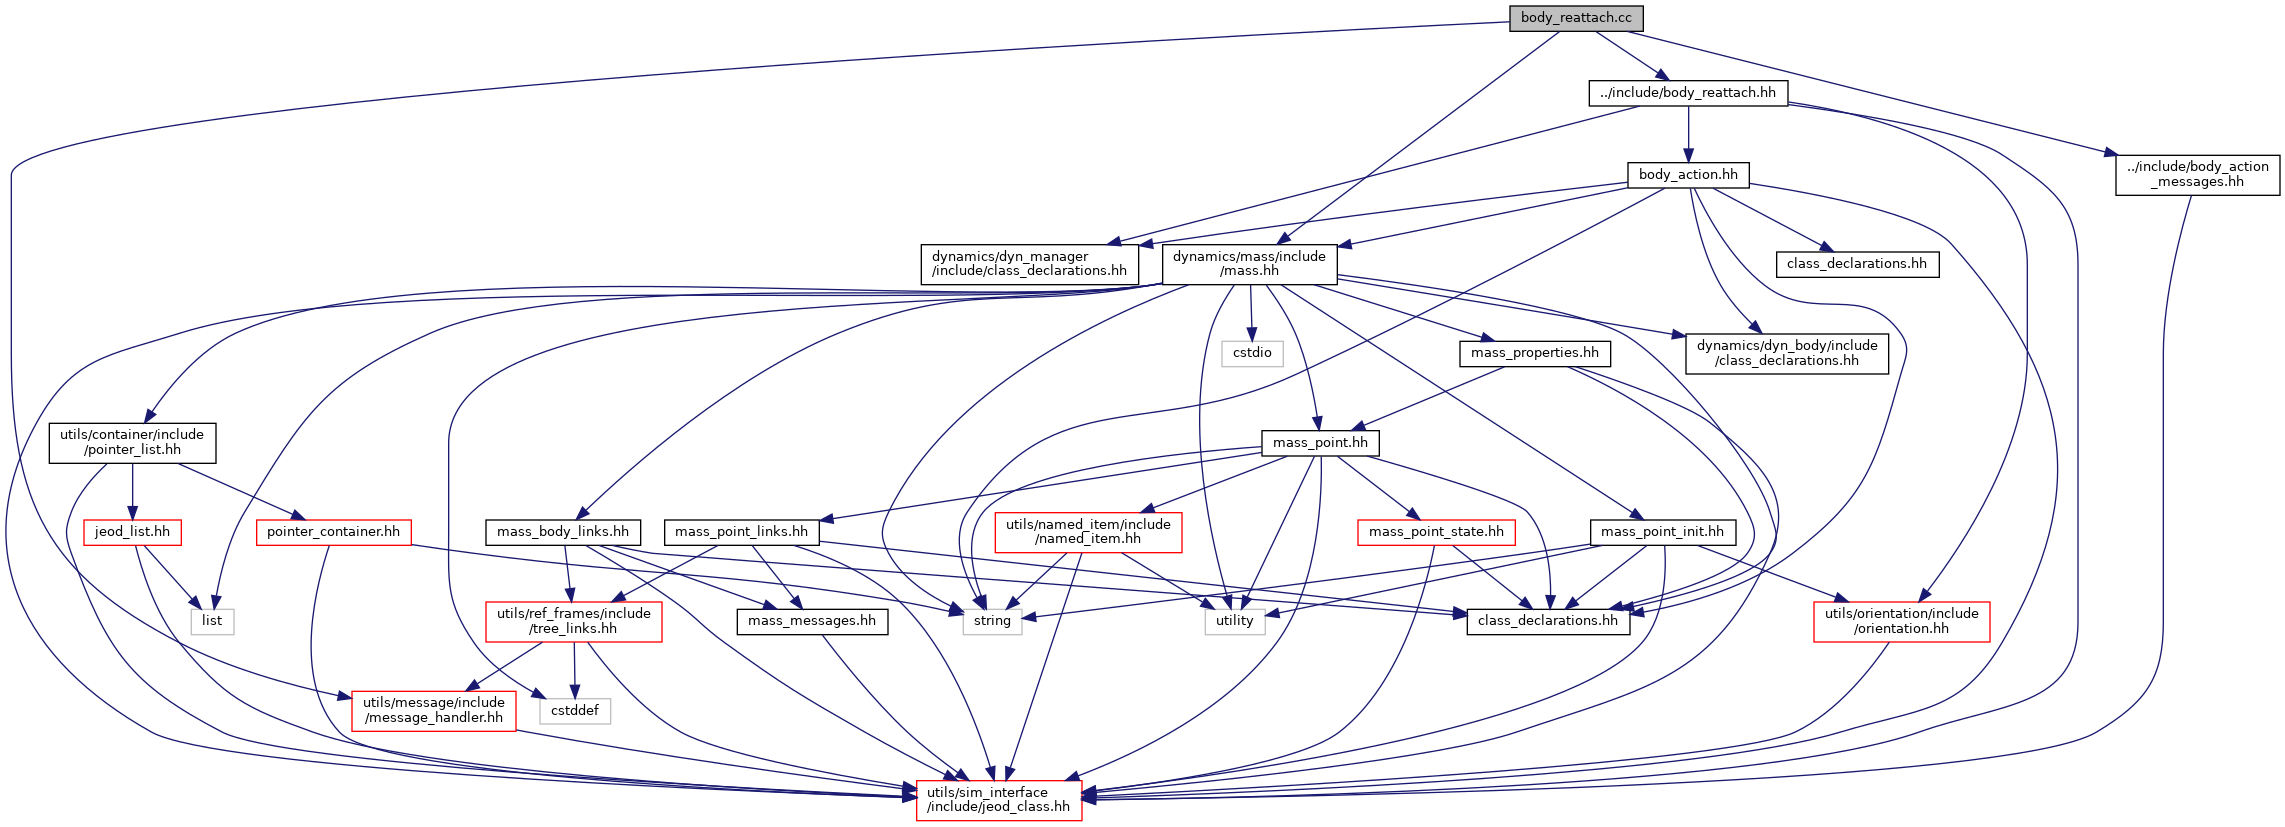 body_reattach.cc
../include/body_reattach.hh
../include/body_action
_messages.hh
body_action.hh
dynamics/dyn_manager
/include/class_declarations.hh
dynamics/mass/include
/mass.hh
class_declarations.hh
cstdio
mass_properties.hh
dynamics/dyn_body/include
/class_declarations.hh
utils/container/include
/pointer_list.hh
mass_point.hh
jeod_list.hh
pointer_container.hh
mass_body_links.hh
mass_point_links.hh
utils/named_item/include
/named_item.hh
mass_point_state.hh
mass_point_init.hh
list
utils/ref_frames/include
/tree_links.hh
mass_messages.hh
string
utility
class_declarations.hh
utils/orientation/include
/orientation.hh
utils/message/include
/message_handler.hh
cstddef
utils/sim_interface
/include/jeod_class.hh